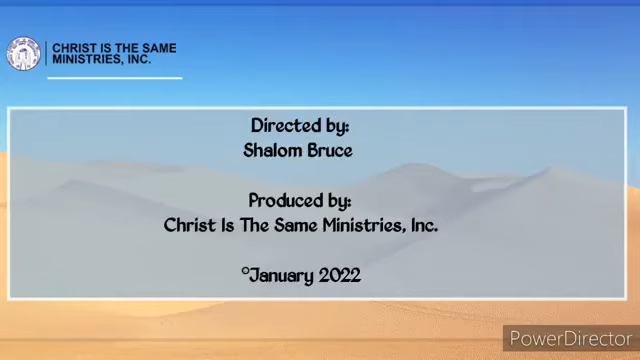 CHRIST IS THE SAME
MINISTRIES, INC.
Directed by:
Shalom Bruce
Produced by:
Christ Is The Same Ministries, Inc.
©January 2022
PowerDirector